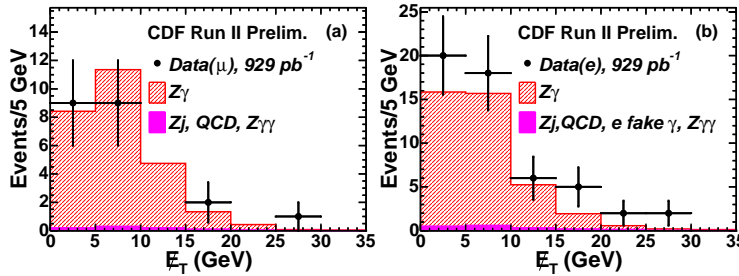 CDF Run II Prelim. (a)
Data(μ), 929 pb⁻¹
Zγ
Zj, QCD, Zγγ
Events/5 GeV
14
12
10
8
6
4
2
0
0 5 10 15 20 25 30 35
E̸_T (GeV)
CDF Run II Prelim. (b)
Data(e), 929 pb⁻¹
Zγ
Zj,QCD, e fake γ, Zγγ
Events/5 GeV
25
20
15
10
5
0
0 5 10 15 20 25 30 35
E̸_T (GeV)